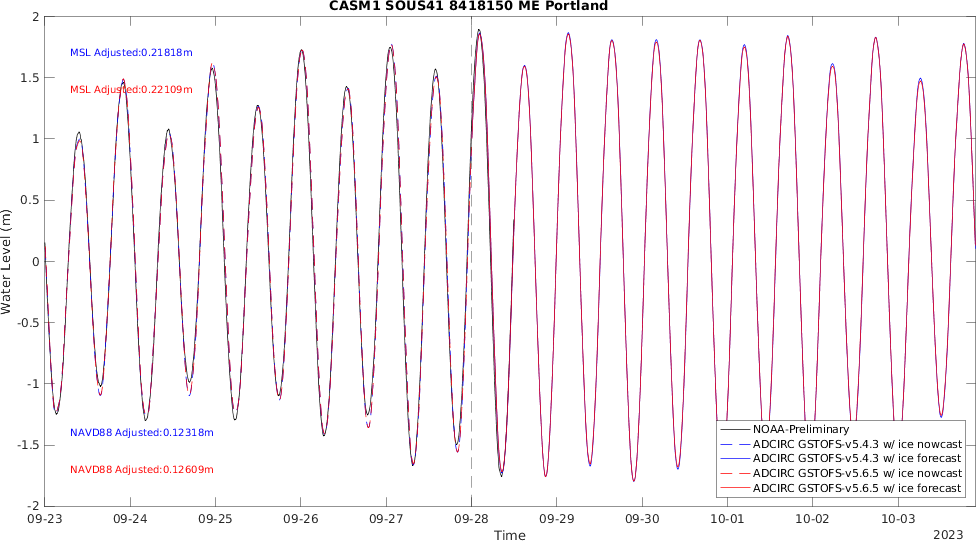 CASM1 SOUS41 8418150 ME Portland
2
1.5
1
0.5
0
-0.5
-1
-1.5
-2
Water Level (m)
MSL Adjusted:0.21818m
MSL Adjusted:0.22109m
NAVD88 Adjusted:0.12318m
NAVD88 Adjusted:0.12609m
NOAA-Preliminary
ADCIRC GSTOFS-v5.4.3 w/ ice nowcast
ADCIRC GSTOFS-v5.4.3 w/ ice forecast
ADCIRC GSTOFS-v5.6.5 w/ ice nowcast
ADCIRC GSTOFS-v5.6.5 w/ ice forecast
09-23 09-24 09-25 09-26 09-27 09-28 09-29 09-30 10-01 10-02 10-03
Time
2023